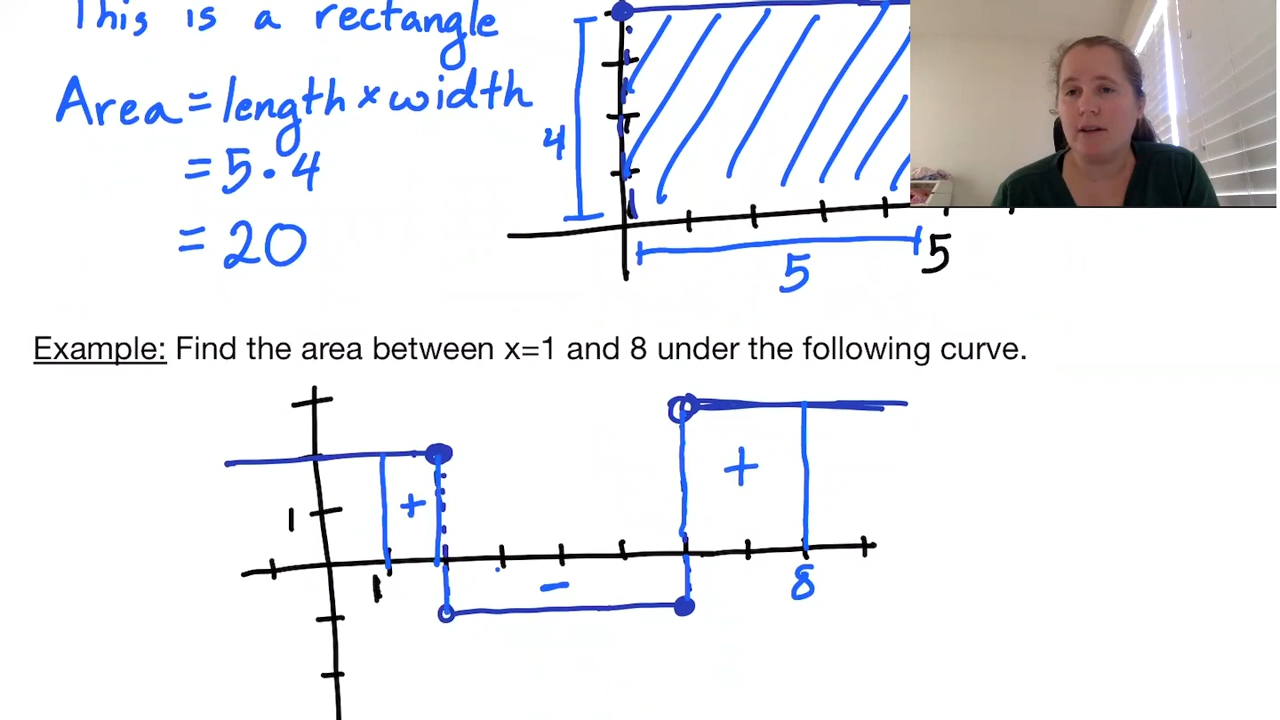 This is a rectangle
Area = length × width
= 5 · 4
= 20
4
5
5
Example: Find the area between x=1 and 8 under the following curve.
1
+
+
−
1
8